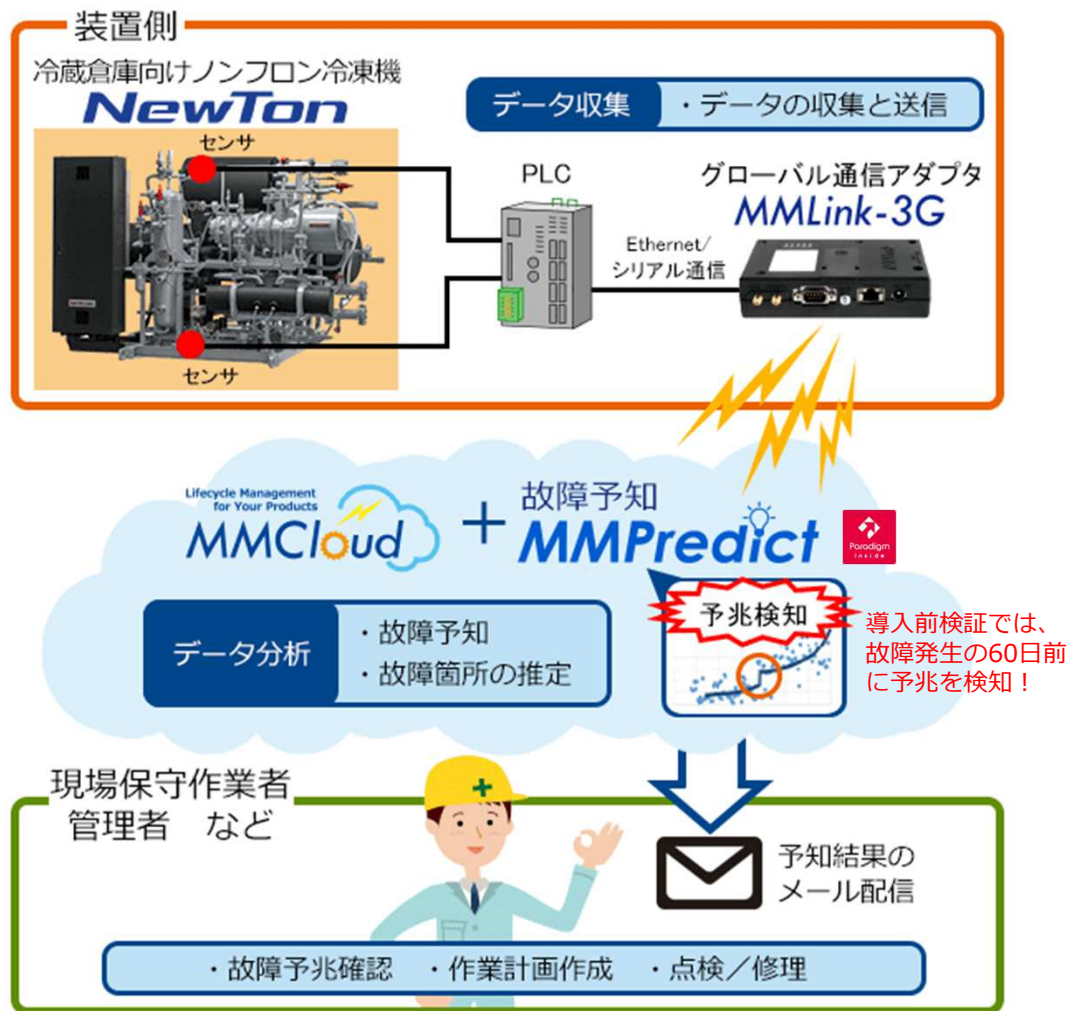 装置側
冷蔵倉庫向けノンフロン冷凍機
NewTon
センサ
センサ
データ収集
・データの収集と送信
PLC
Ethernet/
シリアル通信
グローバル通信アダプタ
MMLink-3G
Lifecycle Management
for Your Products
MMCloud
+
故障予知
MMPredict
Paradigm
Inside
データ分析
・故障予知
・故障箇所の推定
予兆検知
導入前検証では、
故障発生の60日前
に予兆を検知！
現場保守作業者
管理者　など
予知結果の
メール配信
・故障予兆確認　・作業計画作成　・点検／修理